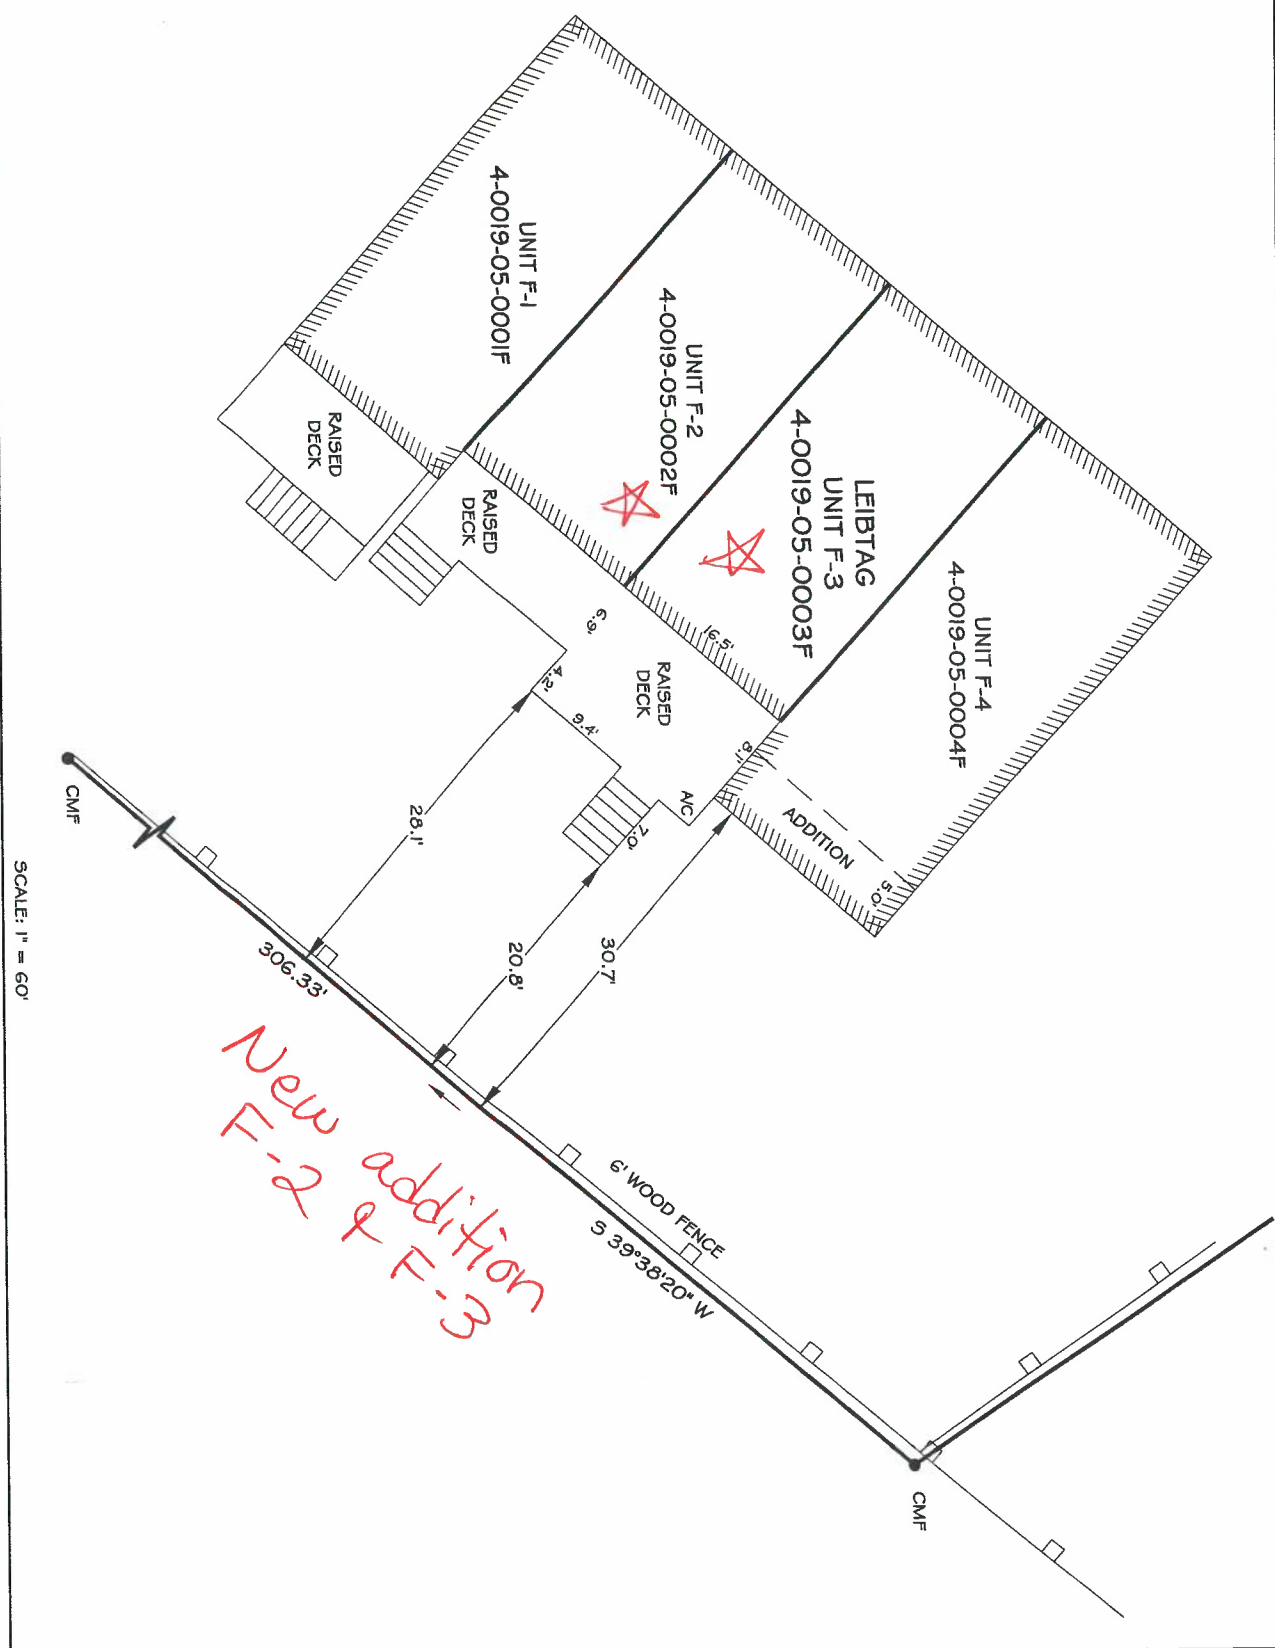 UNIT F-1
4-0019-05-0001F
UNIT F-2
4-0019-05-0002F
LEIBTAG
UNIT F-3
4-0019-05-0003F
UNIT F-4
4-0019-05-0004F
RAISED
DECK
RAISED
DECK
RAISED
DECK
6.9'
16.5'
4.2'
9.4'
8.1'
A/C
7.0'
ADDITION
5.0'
28.1'
20.8'
30.7'
CMF
306.33'
6' WOOD FENCE
S 39°38'20" W
CMF
New addition
F-2 & F-3
SCALE: 1" = 60'